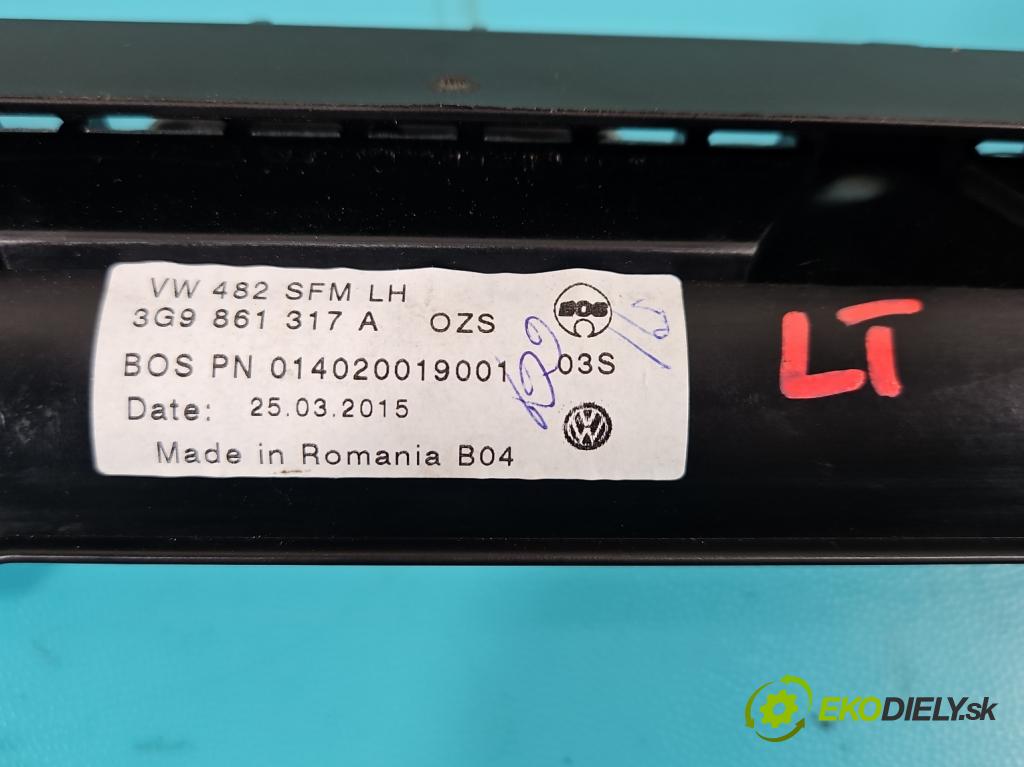 VW 482 SFM LH
3G9 861 317 A OZS
BOS
BOS PN 014020019001 03S
Date: 25.03.2015
VW
Made in Romania B04
LT
EKODIELY.sk